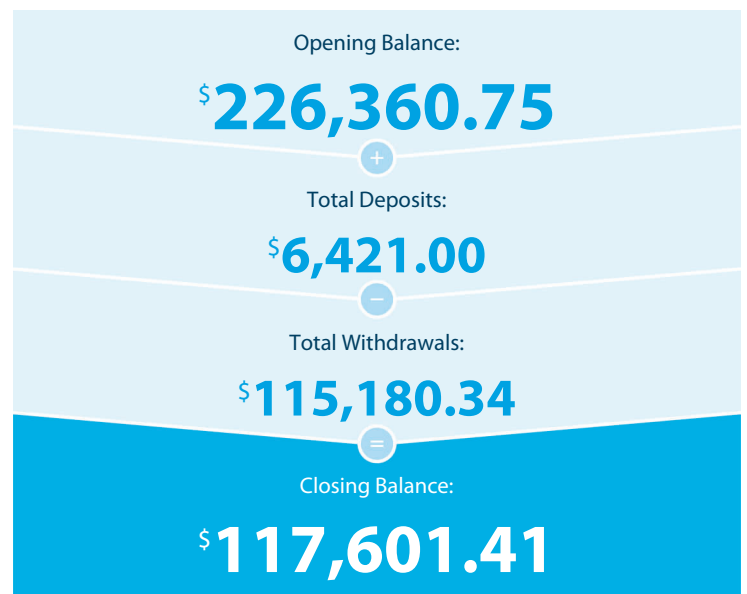 Opening Balance:
$226,360.75
+
Total Deposits:
$6,421.00
−
Total Withdrawals:
$115,180.34
=
Closing Balance:
$117,601.41